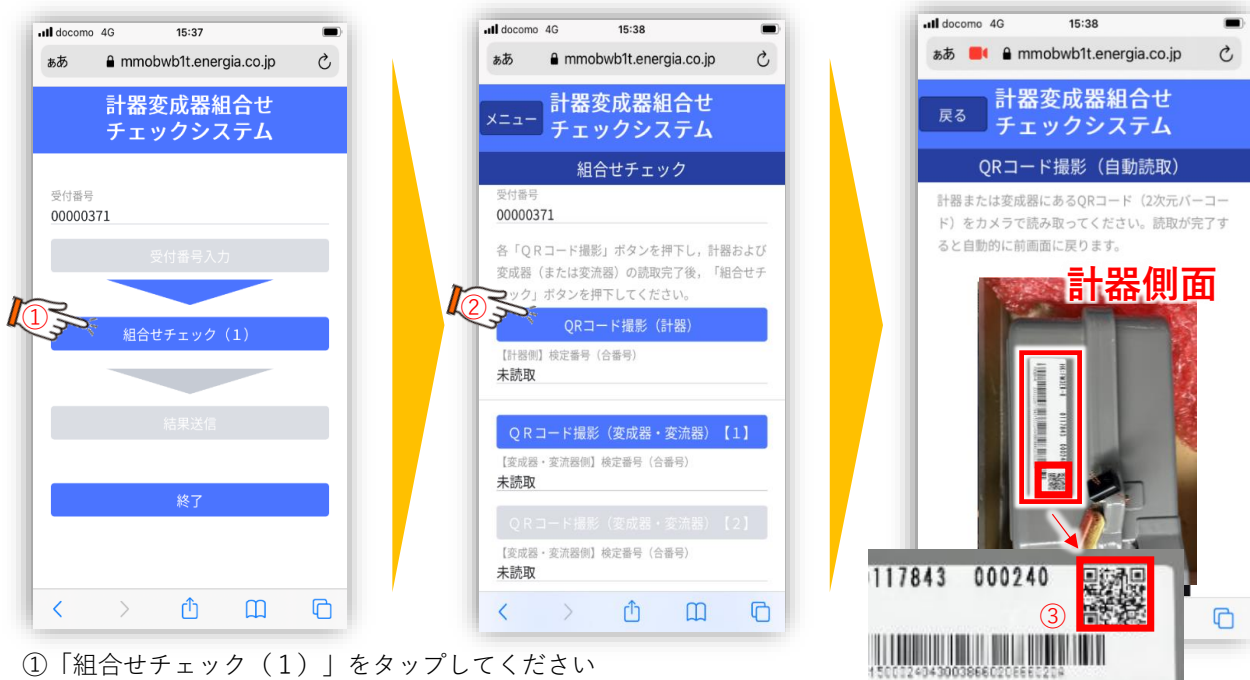 docomo 4G 15:37
ああ mmobwb1t.energia.co.jp
計器変成器組合せ
チェックシステム
受付番号
00000371
受付番号入力
①
組合せチェック（１）
結果送信
終了
docomo 4G 15:38
ああ mmobwb1t.energia.co.jp
メニュー
計器変成器組合せ
チェックシステム
組合せチェック
受付番号
00000371
各「ＱＲコード撮影」ボタンを押下し，計器および
変成器（または変流器）の読取完了後，「組合せチ
ェック」ボタンを押下してください。
②
QRコード撮影（計器）
【計器側】検定番号（合番号）
未読取
ＱＲコード撮影（変成器・変流器）【１】
【変成器・変流器側】検定番号（合番号）
未読取
ＱＲコード撮影（変成器・変流器）【２】
【変成器・変流器側】検定番号（合番号）
未読取
docomo 4G 15:38
ああ mmobwb1t.energia.co.jp
戻る
計器変成器組合せ
チェックシステム
QRコード撮影（自動読取）
計器または変成器にあるQRコード（2次元バーコー
ド）をカメラで読み取ってください。読取が完了す
ると自動的に前画面に戻ります。
計器側面
117843 000240
③
①「組合せチェック（１）」をタップしてください